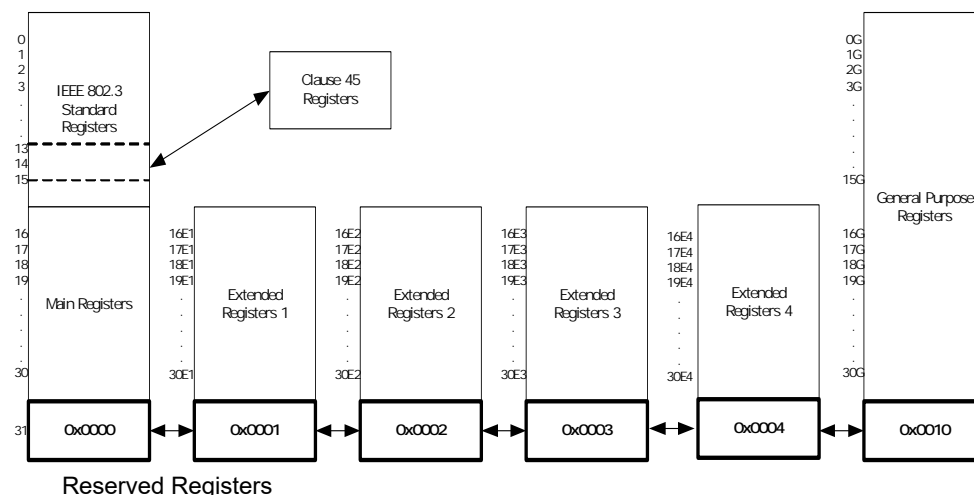 0
1
2
3
.
.
.
13
14
15
IEEE 802.3
Standard
Registers
Clause 45
Registers
16
17
18
19
.
.
.
.
30
Main Registers
16E1
17E1
18E1
19E1
.
.
.
.
30E1
Extended
Registers 1
16E2
17E2
18E2
19E2
.
.
.
.
30E2
Extended
Registers 2
16E3
17E3
18E3
19E3
.
.
.
.
30E3
Extended
Registers 3
16E4
17E4
18E4
19E4
.
.
.
.
30E4
Extended
Registers 4
0G
1G
2G
3G
.
.
.
.
15G
General Purpose
Registers
16G
17G
18G
19G
.
.
.
.
30G
31
0x0000
0x0001
0x0002
0x0003
0x0004
0x0010
Reserved Registers